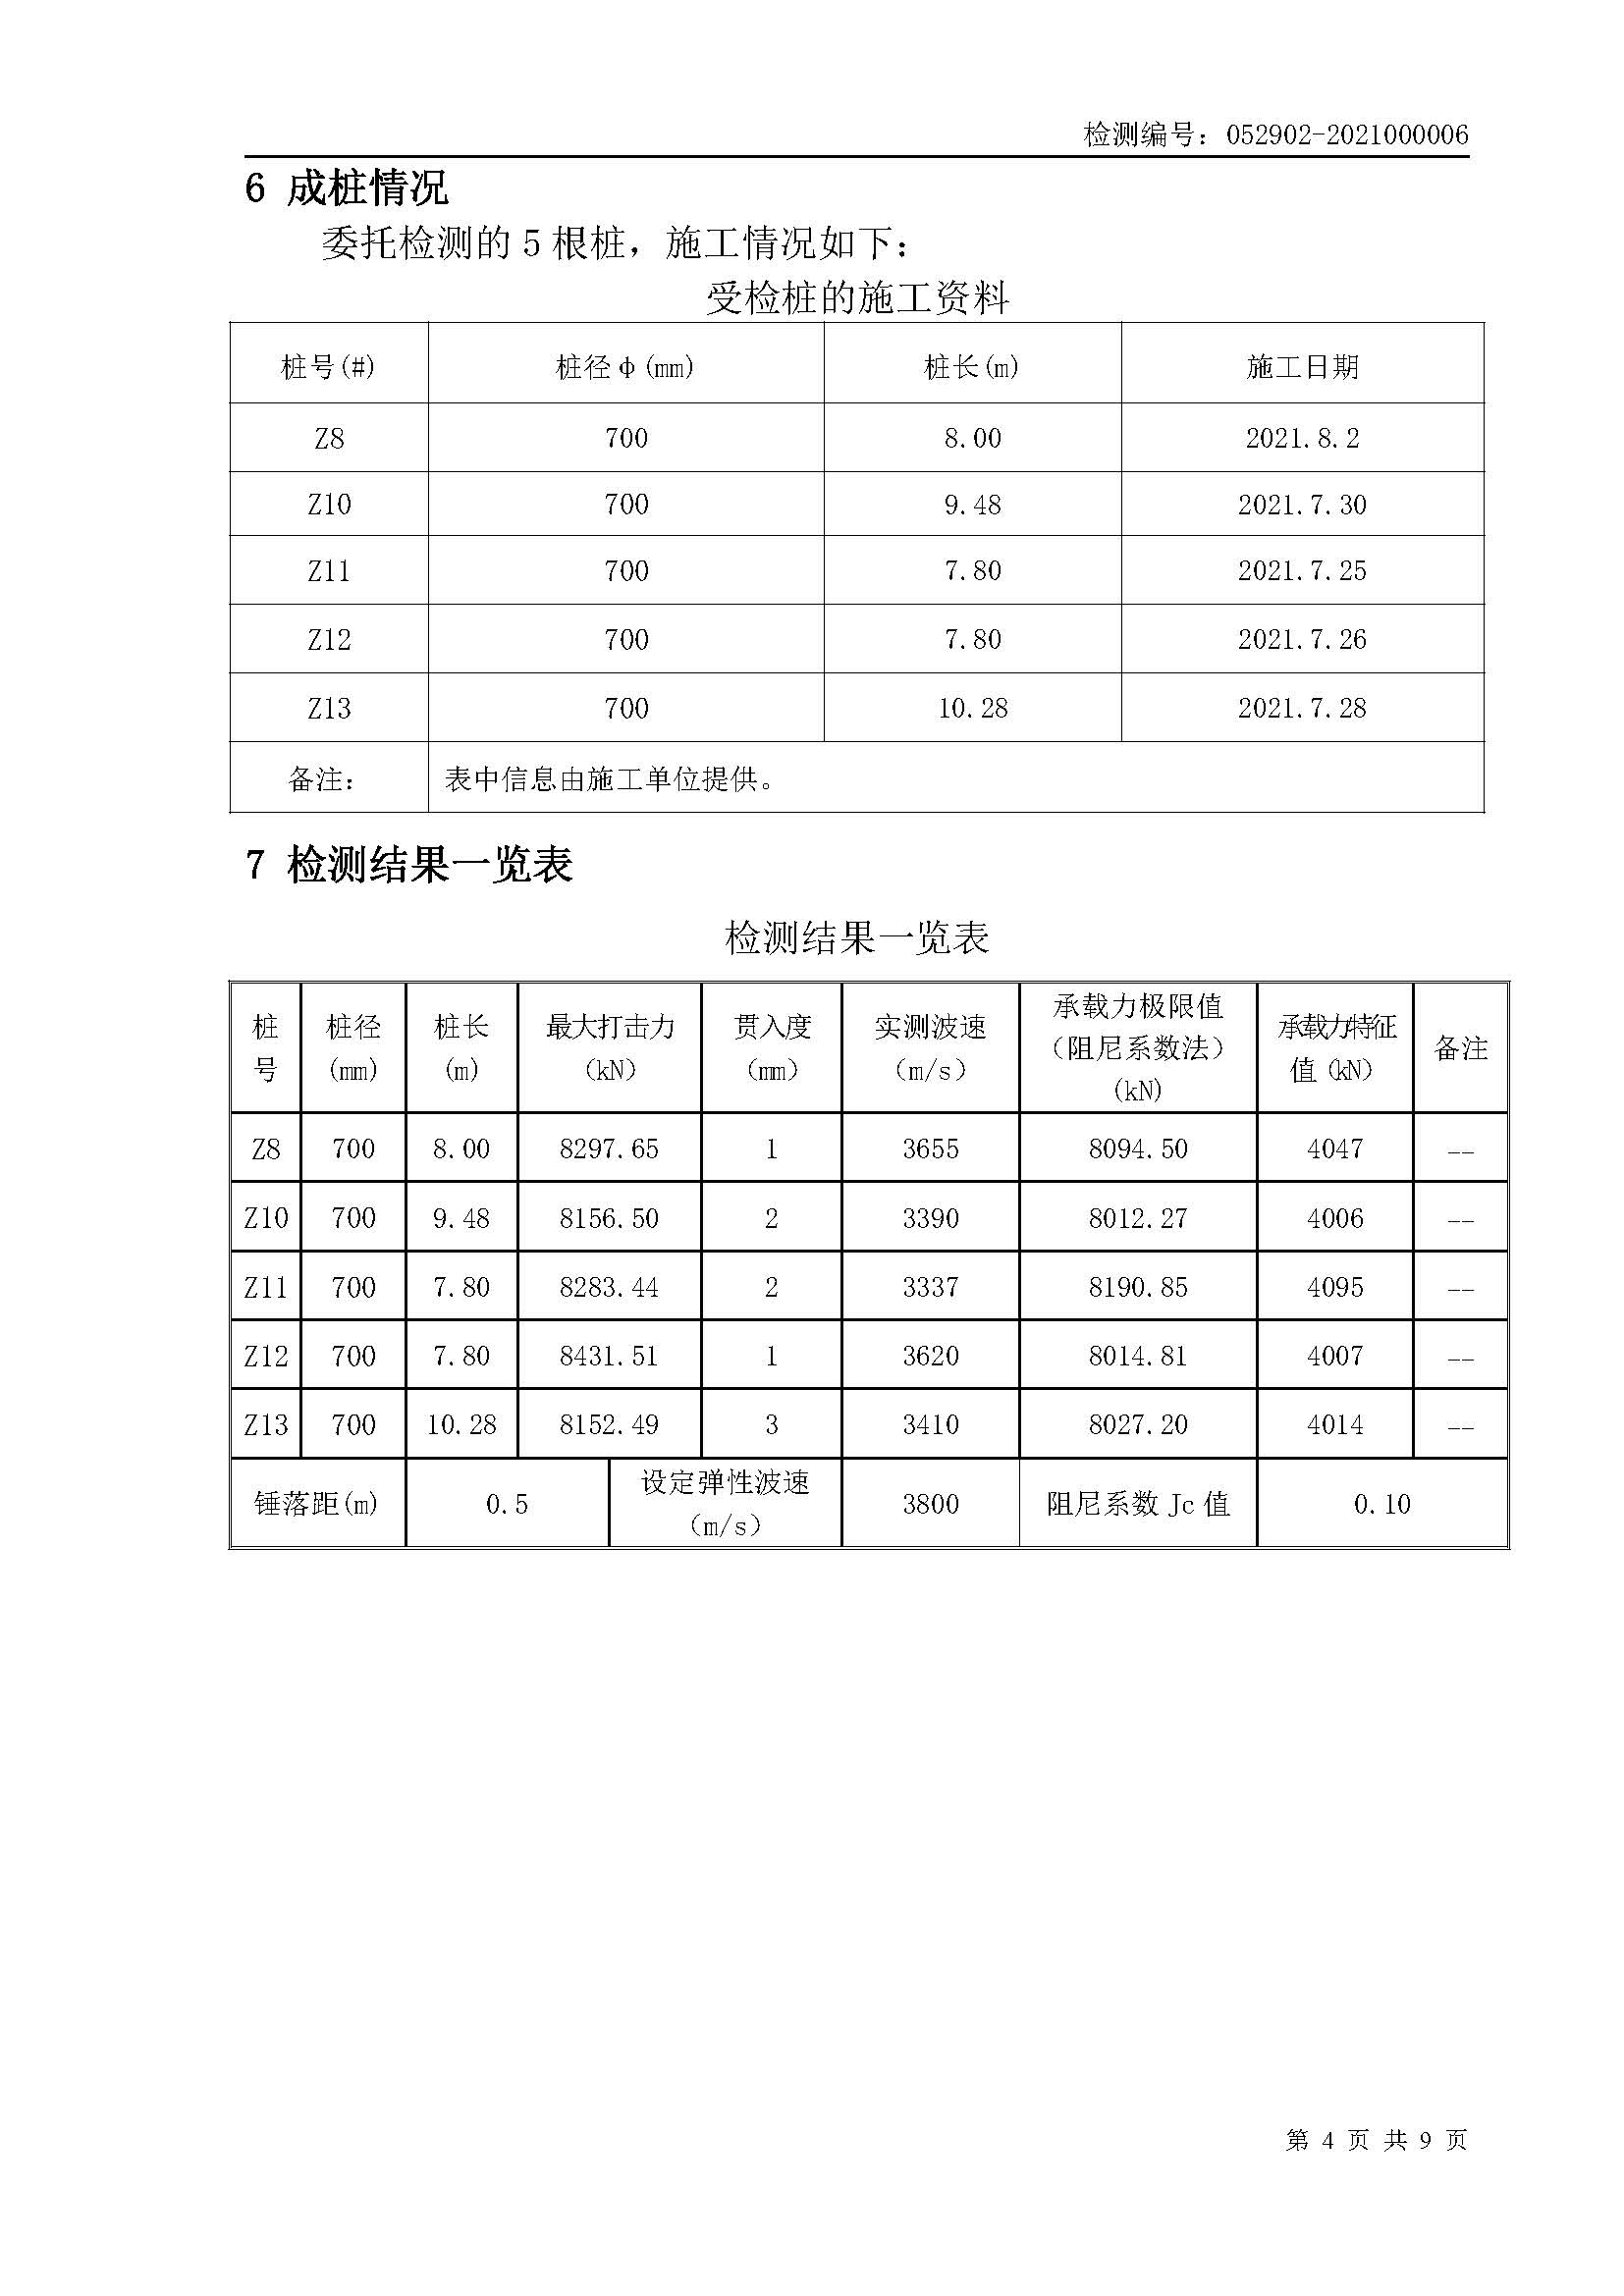 检测编号：052902-2021000006
6 成桩情况
委托检测的 5 根桩，施工情况如下：
受检桩的施工资料
桩号(#) 桩径φ(mm) 桩长(m) 施工日期
Z8 700 8.00 2021.8.2
Z10 700 9.48 2021.7.30
Z11 700 7.80 2021.7.25
Z12 700 7.80 2021.7.26
Z13 700 10.28 2021.7.28
备注： 表中信息由施工单位提供。
7 检测结果一览表
检测结果一览表
桩号 桩径(mm) 桩长(m) 最大打击力（kN） 贯入度（mm） 实测波速（m/s） 承载力极限值（阻尼系数法）(kN) 承载力特征值（kN） 备注
Z8 700 8.00 8297.65 1 3655 8094.50 4047 --
Z10 700 9.48 8156.50 2 3390 8012.27 4006 --
Z11 700 7.80 8283.44 2 3337 8190.85 4095 --
Z12 700 7.80 8431.51 1 3620 8014.81 4007 --
Z13 700 10.28 8152.49 3 3410 8027.20 4014 --
锤落距(m) 0.5 设定弹性波速（m/s） 3800 阻尼系数 Jc 值 0.10
第 4 页 共 9 页